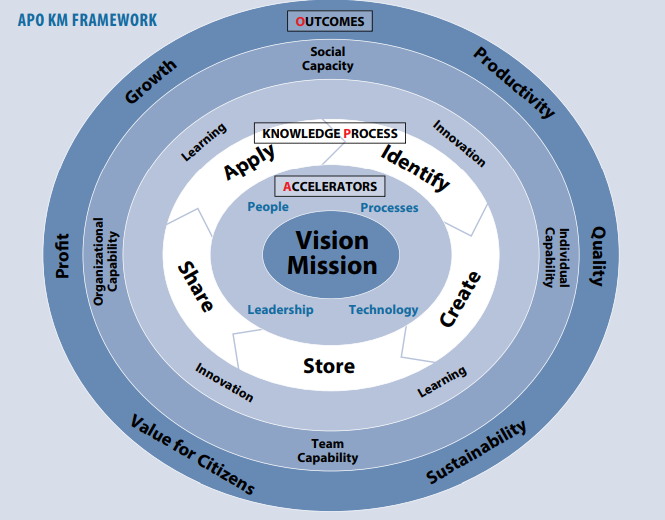 APO KM FRAMEWORK
OUTCOMES
Social
Capacity
Growth
Productivity
Learning
Innovation
KNOWLEDGE PROCESS
Apply
Identify
ACCELERATORS
People
Processes
Vision
Mission
Profit
Organizational
Capability
Individual
Capability
Quality
Share
Create
Leadership
Technology
Store
Innovation
Learning
Team
Capability
Value for Citizens
Sustainability